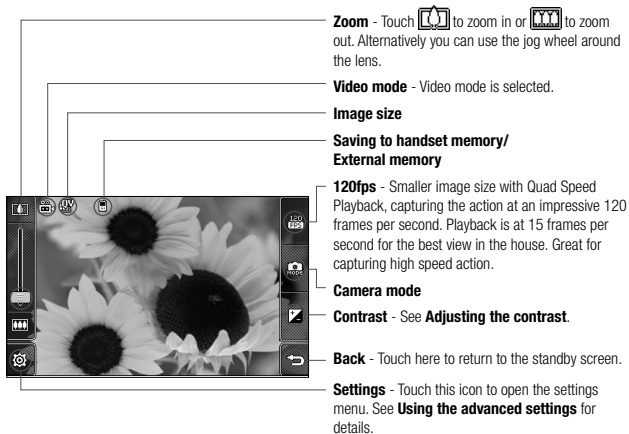 Zoom - Touch to zoom in or to zoom
out. Alternatively you can use the jog wheel around
the lens.
Video mode - Video mode is selected.
Image size
Saving to handset memory/
External memory
120fps - Smaller image size with Quad Speed
Playback, capturing the action at an impressive 120
frames per second. Playback is at 15 frames per
second for the best view in the house. Great for
capturing high speed action.
Camera mode
Contrast - See Adjusting the contrast.
Back - Touch here to return to the standby screen.
Settings - Touch this icon to open the settings
menu. See Using the advanced settings for
details.
120
FPS
MODE